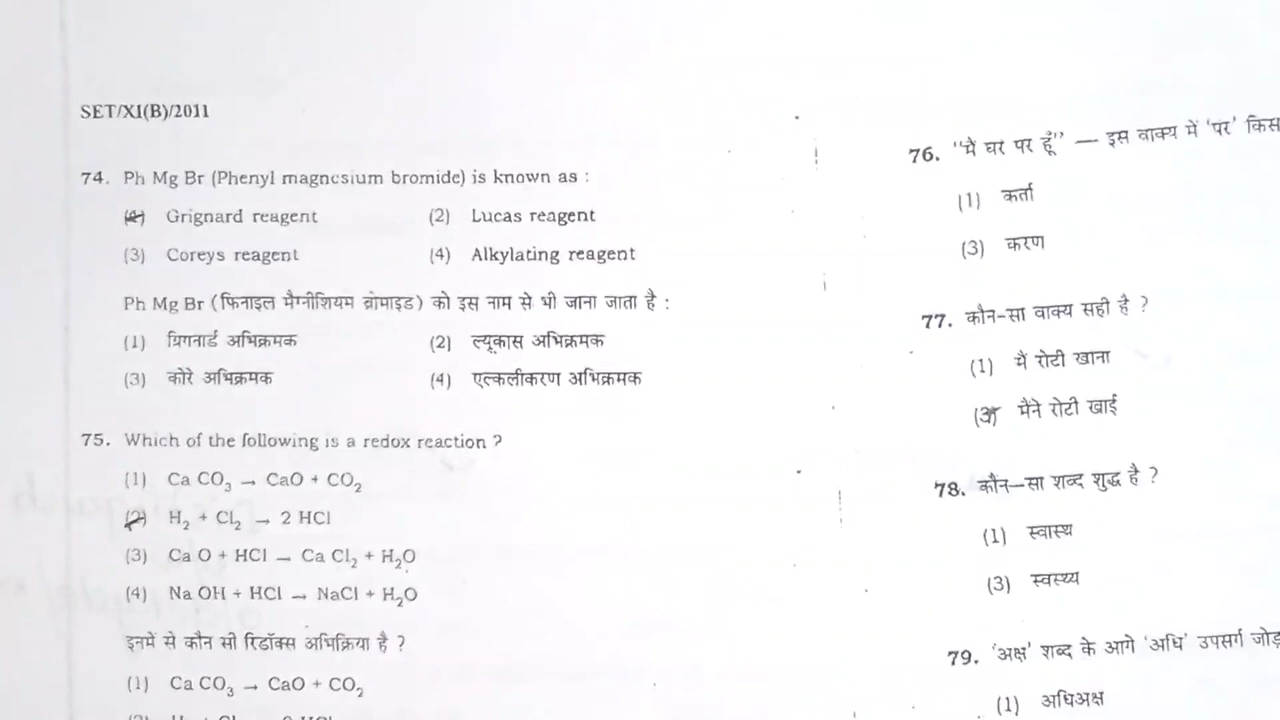 SET/XI(B)/2011
74. Ph Mg Br (Phenyl magnesium bromide) is known as :
(1) Grignard reagent (2) Lucas reagent
(3) Coreys reagent (4) Alkylating reagent
Ph Mg Br (फिनाइल मैग्नीशियम ब्रोमाइड) को इस नाम से भी जाना जाता है :
(1) ग्रिगनार्ड अभिक्रमक (2) ल्यूकास अभिक्रमक
(3) कोरे अभिक्रमक (4) एल्कलीकरण अभिक्रमक
75. Which of the following is a redox reaction ?
(1) Ca CO₃ → CaO + CO₂
(2) H₂ + Cl₂ → 2 HCl
(3) Ca O + HCl → Ca Cl₂ + H₂O
(4) Na OH + HCl → NaCl + H₂O
इनमें से कौन सी रिडॉक्स अभिक्रिया है ?
(1) Ca CO₃ → CaO + CO₂
76. "मैं घर पर हूँ" — इस वाक्य में 'पर' किस
(1) कर्ता
(3) करण
77. कौन-सा वाक्य सही है ?
(1) मैं रोटी खाना
(3) मैंने रोटी खाई
78. कौन—सा शब्द शुद्ध है ?
(1) स्वास्थ
(3) स्वस्थ्य
79. 'अक्ष' शब्द के आगे 'अधि' उपसर्ग जोड़
(1) अधिअक्ष